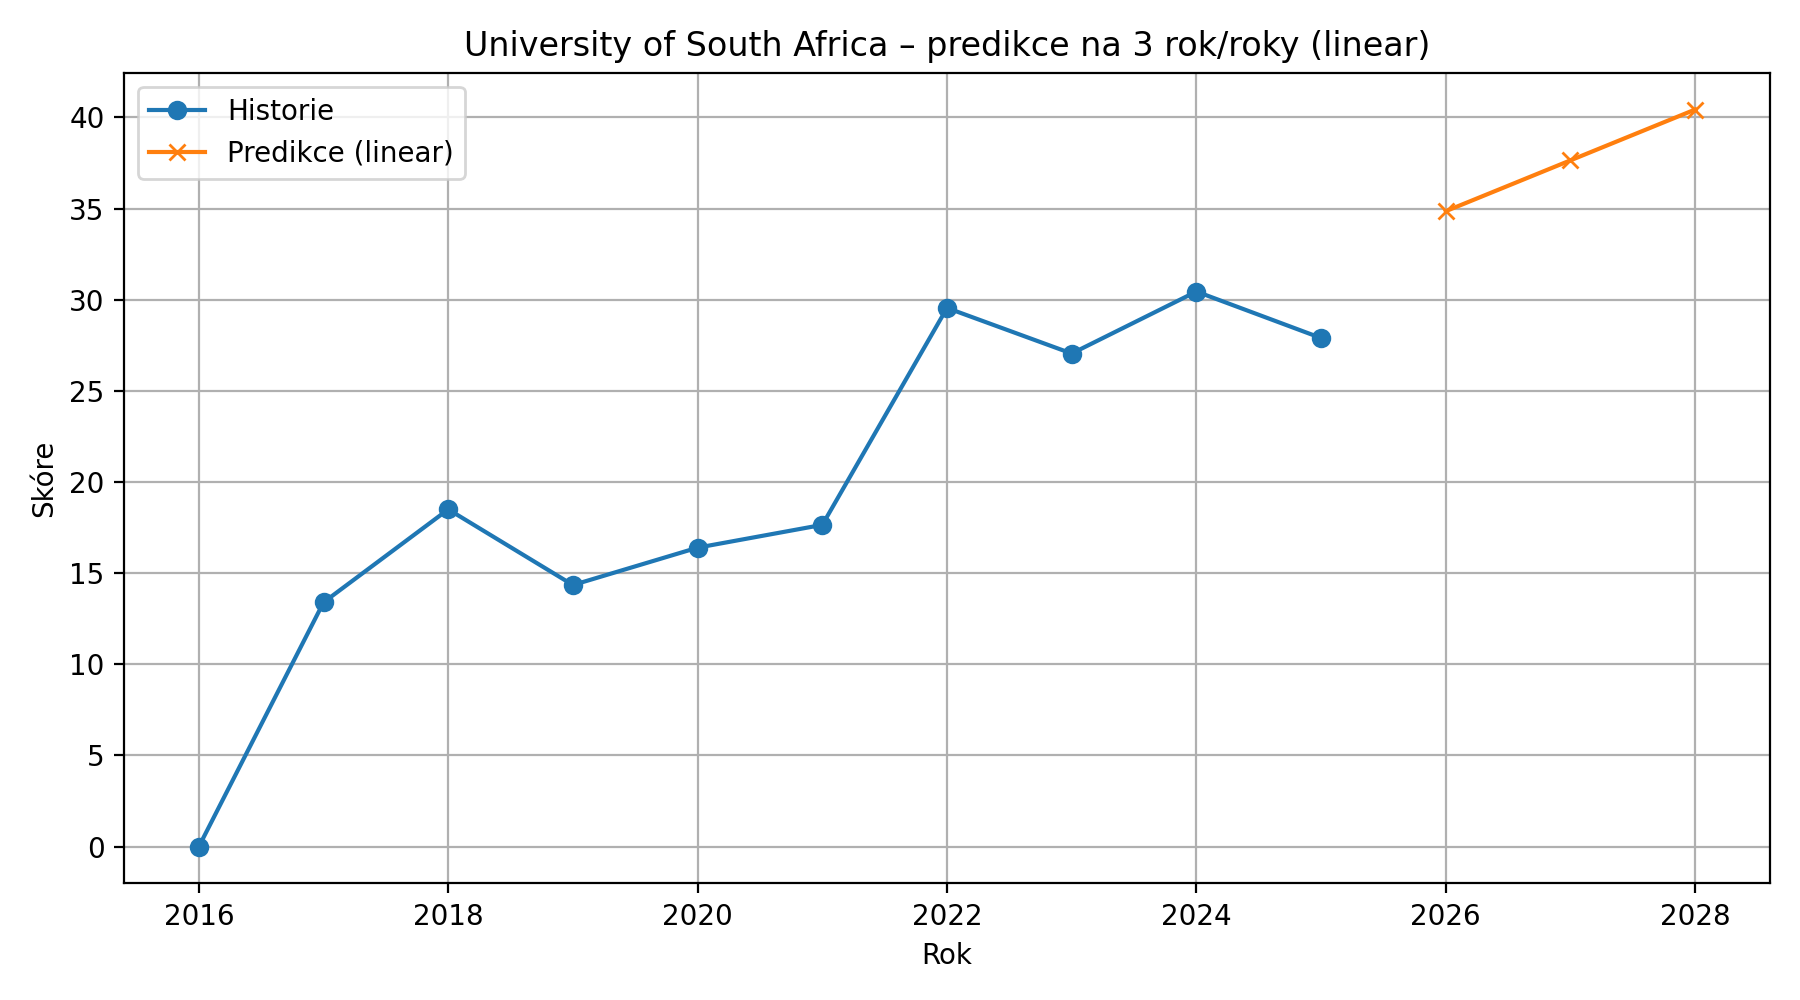 University of South Africa – predikce na 3 rok/roky (linear)
Historie
Predikce (linear)
40
35
30
25
20
15
10
5
0
Skóre
2016 2018 2020 2022 2024 2026 2028
Rok